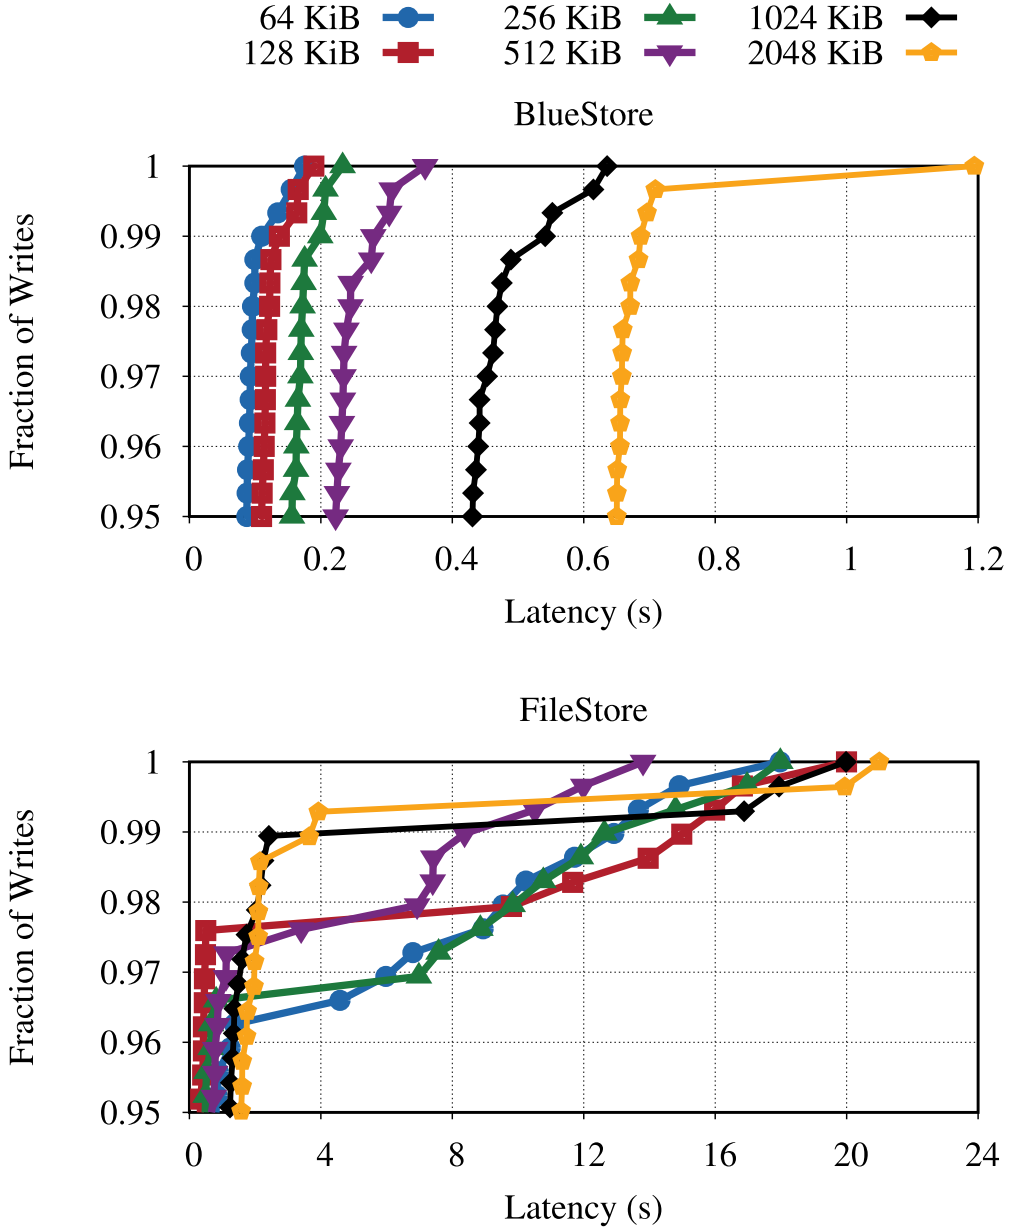 64 KiB 256 KiB 1024 KiB
128 KiB 512 KiB 2048 KiB
BlueStore
1
0.99
0.98
0.97
0.96
0.95
Fraction of Writes
0 0.2 0.4 0.6 0.8 1 1.2
Latency (s)
FileStore
1
0.99
0.98
0.97
0.96
0.95
Fraction of Writes
0 4 8 12 16 20 24
Latency (s)